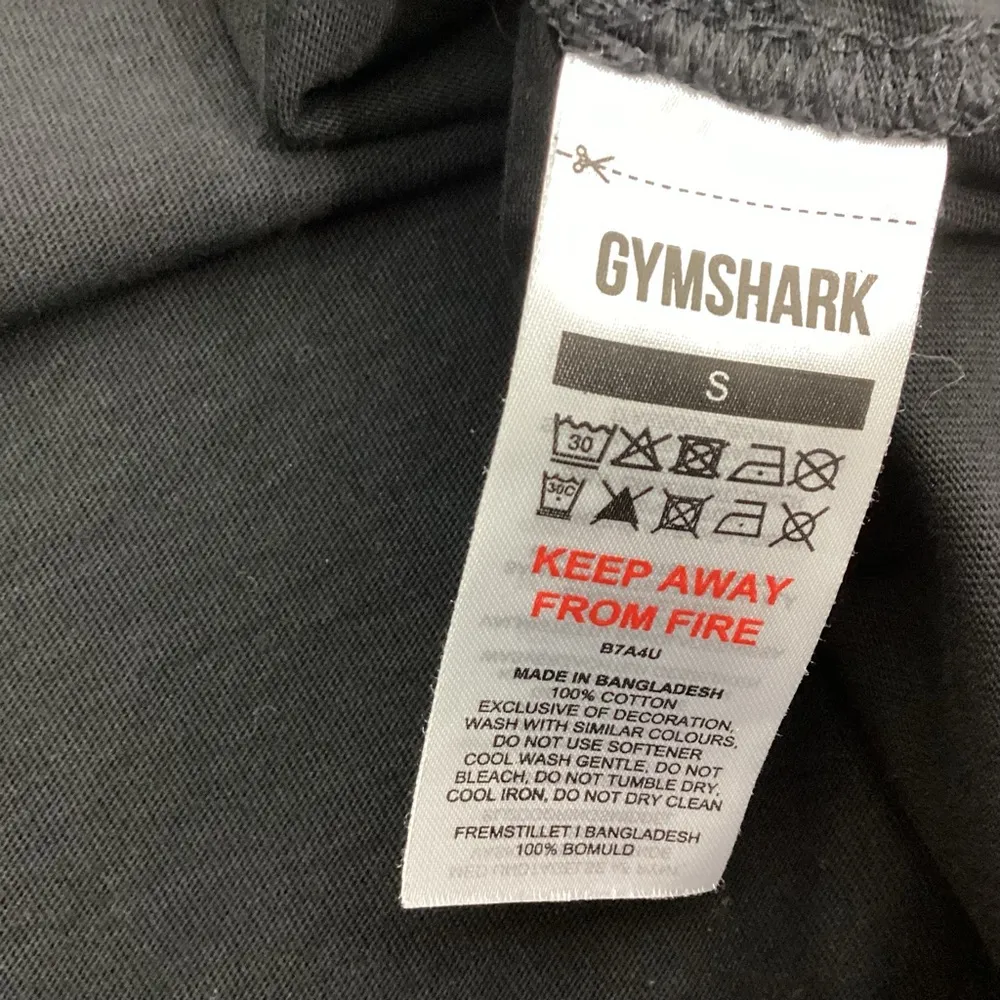 GYMSHARK
S
30
30C
KEEP AWAY
FROM FIRE
B7A4U
MADE IN BANGLADESH
100% COTTON
EXCLUSIVE OF DECORATION,
WASH WITH SIMILAR COLOURS,
DO NOT USE SOFTENER
COOL WASH GENTLE, DO NOT
BLEACH, DO NOT TUMBLE DRY,
COOL IRON, DO NOT DRY CLEAN
FREMSTILLET I BANGLADESH
100% BOMULD